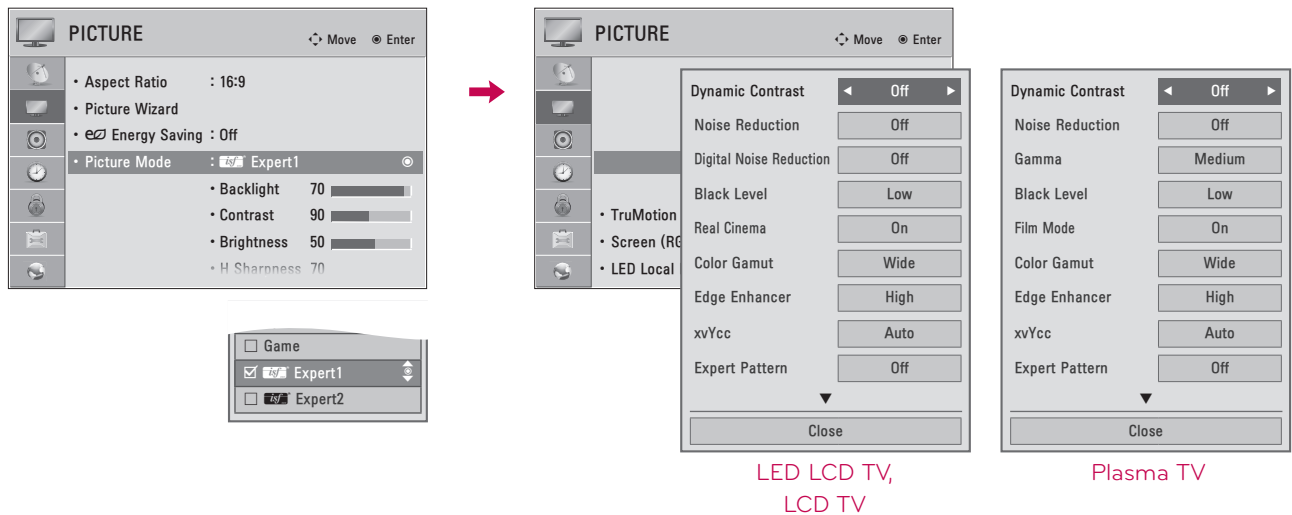 PICTURE
Move Enter
• Aspect Ratio : 16:9
• Picture Wizard
• Energy Saving : Off
• Picture Mode : isf Expert1
• Backlight 70
• Contrast 90
• Brightness 50
• H Sharpness 70
Game
isf Expert1
isf Expert2
PICTURE
Move Enter
• TruMotion
• Screen (RG
• LED Local
Dynamic Contrast Off
Noise Reduction Off
Digital Noise Reduction Off
Black Level Low
Real Cinema On
Color Gamut Wide
Edge Enhancer High
xvYcc Auto
Expert Pattern Off
Close
LED LCD TV,
LCD TV
Dynamic Contrast Off
Noise Reduction Off
Gamma Medium
Black Level Low
Film Mode On
Color Gamut Wide
Edge Enhancer High
xvYcc Auto
Expert Pattern Off
Close
Plasma TV